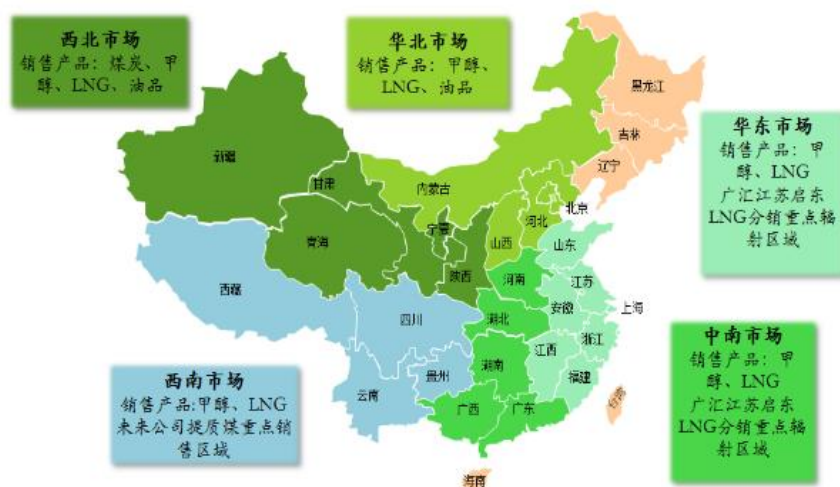 西北市场
销售产品：煤炭、甲
醇、LNG、油品
华北市场
销售产品：甲醇、
LNG、油品
华东市场
销售产品：甲
醇、LNG
广汇江苏启东
LNG分销重点辐
射区域
中南市场
销售产品：甲
醇、LNG
广汇江苏启东
LNG分销重点辐
射区域
西南市场
销售产品:甲醇、LNG
未来公司提质煤重点销
售区域
黑龙江
吉林
辽宁
新疆
甘肃
内蒙古
北京
河北
宁夏
山西
山东
青海
陕西
河南
江苏
西藏
安徽
上海
四川
湖北
浙江
江西
湖南
贵州
福建
云南
广西
广东
台湾
海南